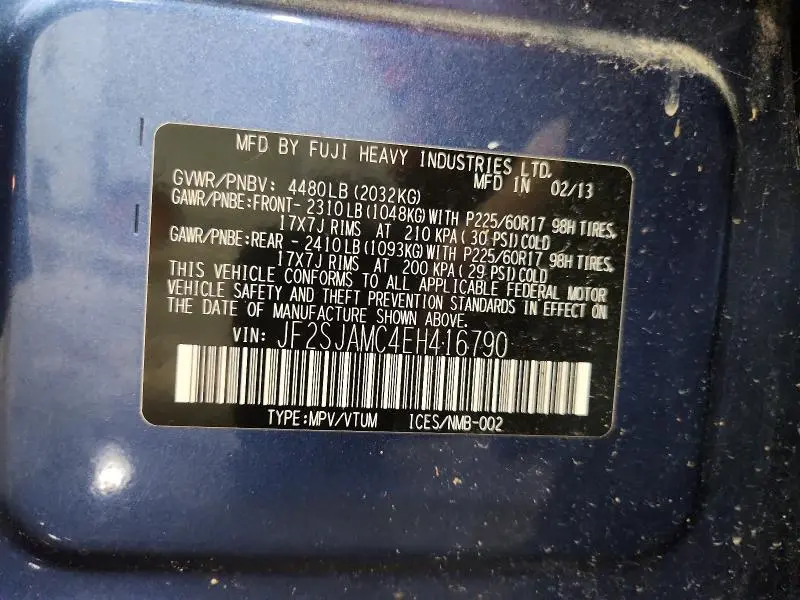 MFD BY FUJI HEAVY INDUSTRIES LTD.
MFD IN 02/13
GVWR/PNBV: 4480LB(2032KG)
GAWR/PNBE:FRONT- 2310LB(1048KG)WITH P225/60R17 98H TIRES,
17X7J RIMS AT 210 KPA( 30 PSI)COLD
GAWR/PNBE:REAR - 2410LB(1093KG)WITH P225/60R17 98H TIRES,
17X7J RIMS AT 200 KPA( 29 PSI)COLD
THIS VEHICLE CONFORMS TO ALL APPLICABLE FEDERAL MOTOR
VEHICLE SAFETY AND THEFT PREVENTION STANDARDS IN EFFECT ON
THE DATE OF MANUFACTURE SHOWN ABOVE.
VIN: JF2SJAMC4EH416790
TYPE:MPV/VTUM ICES/NMB-002